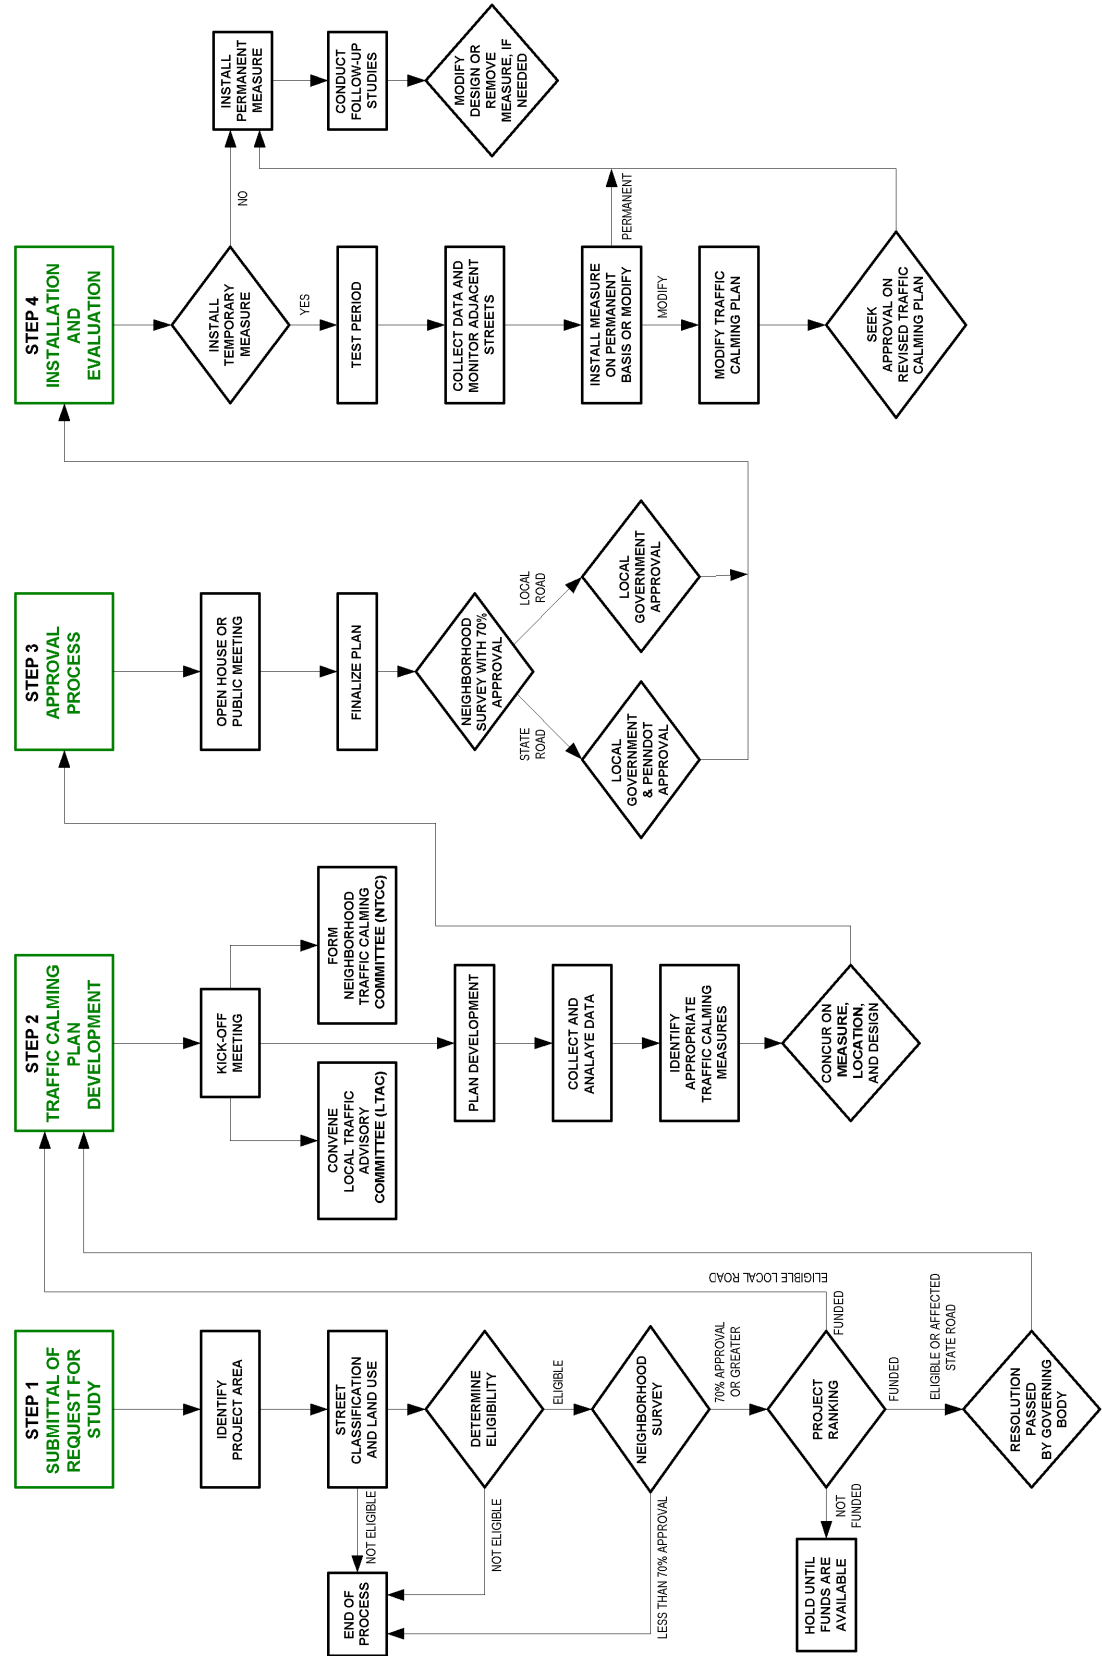 STEP 1
SUBMITTAL OF
REQUEST FOR
STUDY
IDENTIFY
PROJECT AREA
STREET
CLASSIFICATION
AND LAND USE
NOT ELIGIBLE
END OF
PROCESS
DETERMINE
ELIGIBILITY
NOT ELIGIBLE
ELIGIBLE
NEIGHBORHOOD
SURVEY
LESS THAN 70% APPROVAL
70% APPROVAL
OR GREATER
PROJECT
RANKING
NOT
FUNDED
HOLD UNTIL
FUNDS ARE
AVAILABLE
FUNDED
ELIGIBLE LOCAL ROAD
FUNDED
ELIGIBLE OR AFFECTED
STATE ROAD
RESOLUTION
PASSED
BY GOVERNING
BODY
STEP 2
TRAFFIC CALMING
PLAN
DEVELOPMENT
KICK-OFF
MEETING
CONVENE
LOCAL TRAFFIC
ADVISORY
COMMITTEE (LTAC)
FORM
NEIGHBORHOOD
TRAFFIC CALMING
COMMITTEE (NTCC)
PLAN DEVELOPMENT
COLLECT AND
ANALAYE DATA
IDENTIFY
APPROPRIATE
TRAFFIC CALMING
MEASURES
CONCUR ON
MEASURE,
LOCATION,
AND DESIGN
STEP 3
APPROVAL
PROCESS
OPEN HOUSE OR
PUBLIC MEETING
FINALIZE PLAN
NEIGHBORHOOD
SURVEY WITH 70%
APPROVAL
STATE
ROAD
LOCAL
ROAD
LOCAL
GOVERNMENT
& PENNDOT
APPROVAL
LOCAL
GOVERNMENT
APPROVAL
STEP 4
INSTALLATION
AND
EVALUATION
INSTALL
TEMPORARY
MEASURE
NO
YES
TEST PERIOD
COLLECT DATA AND
MONITOR ADJACENT
STREETS
INSTALL MEASURE
ON PERMANENT
BASIS OR MODIFY
PERMANENT
MODIFY
MODIFY TRAFFIC
CALMING PLAN
SEEK
APPROVAL ON
REVISED TRAFFIC
CALMING PLAN
INSTALL
PERMANENT
MEASURE
CONDUCT
FOLLOW-UP
STUDIES
MODIFY
DESIGN OR
REMOVE
MEASURE, IF
NEEDED